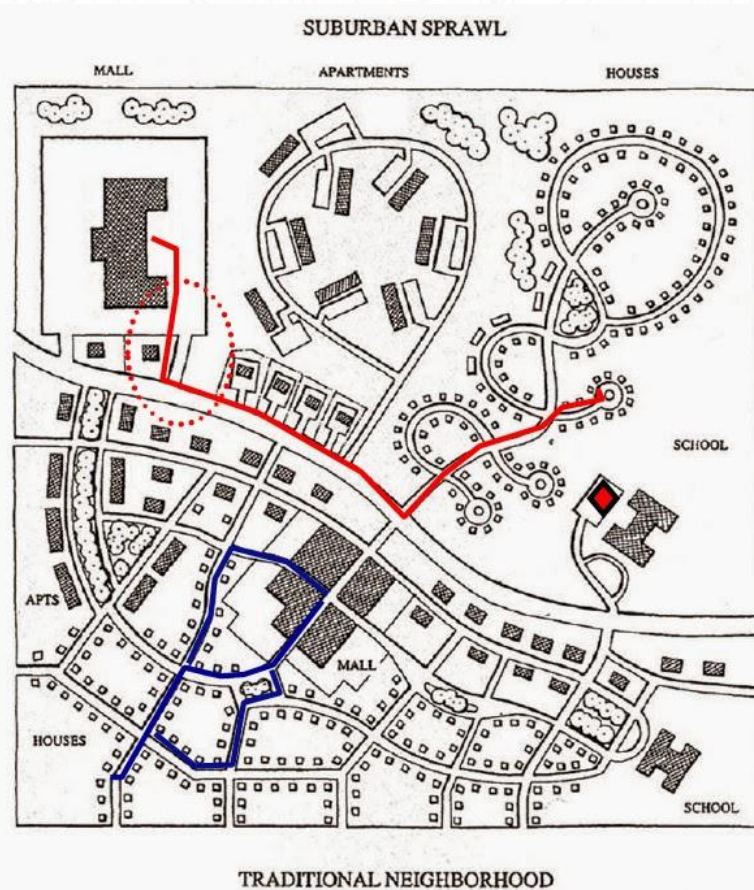 SUBURBAN SPRAWL
MALL APARTMENTS HOUSES
SCHOOL
APTS
MALL
HOUSES
SCHOOL
TRADITIONAL NEIGHBORHOOD